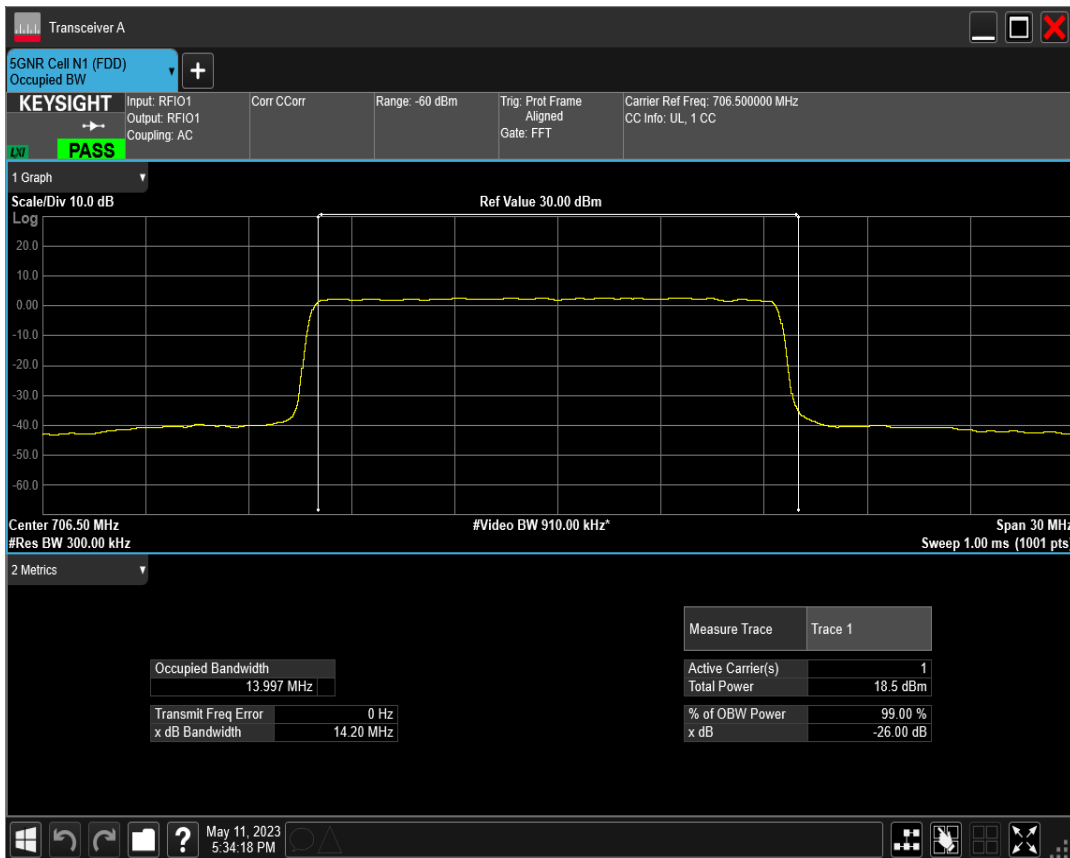 Transceiver A
5GNR Cell N1 (FDD)
Occupied BW
+
KEYSIGHT
LXI
PASS
Input: RFIO1
Output: RFIO1
Coupling: AC
Corr CCorr
Range: -60 dBm
Trig: Prot Frame
Aligned
Gate: FFT
Carrier Ref Freq: 706.500000 MHz
CC Info: UL, 1 CC
1 Graph
Scale/Div 10.0 dB
Ref Value 30.00 dBm
Log
20.0
10.0
0.00
-10.0
-20.0
-30.0
-40.0
-50.0
-60.0
Center 706.50 MHz
#Video BW 910.00 kHz*
Span 30 MHz
#Res BW 300.00 kHz
Sweep 1.00 ms (1001 pts)
2 Metrics
Measure Trace Trace 1
Occupied Bandwidth
13.997 MHz
Active Carrier(s) 1
Total Power 18.5 dBm
Transmit Freq Error 0 Hz
x dB Bandwidth 14.20 MHz
% of OBW Power 99.00 %
x dB -26.00 dB
?
May 11, 2023
5:34:18 PM